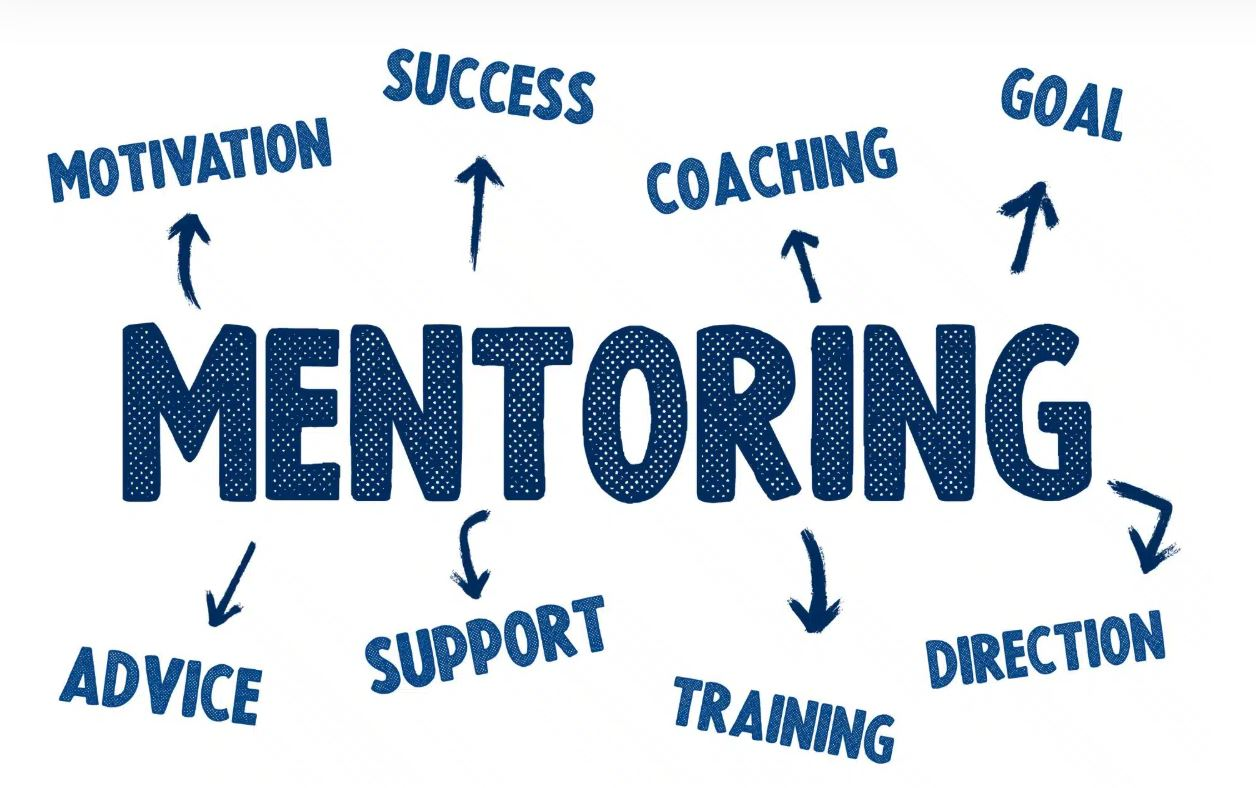 SUCCESS
GOAL
MOTIVATION
COACHING
MENTORING
ADVICE
SUPPORT
TRAINING
DIRECTION